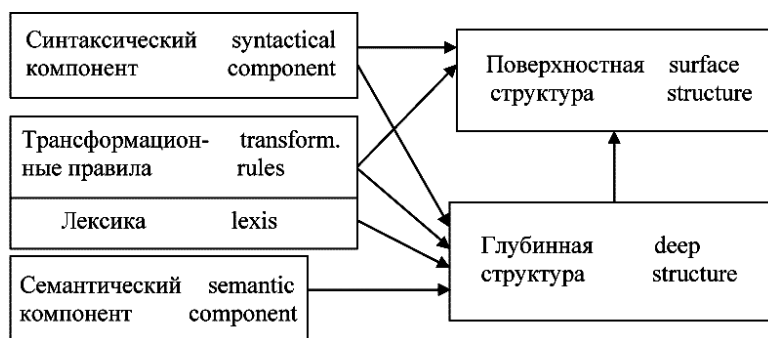 Синтаксический syntactical
компонент component
Поверхностная surface
структура structure
Трансформацион- transform.
ные правила rules
Лексика lexis
Глубинная deep
структура structure
Семантический semantic
компонент component